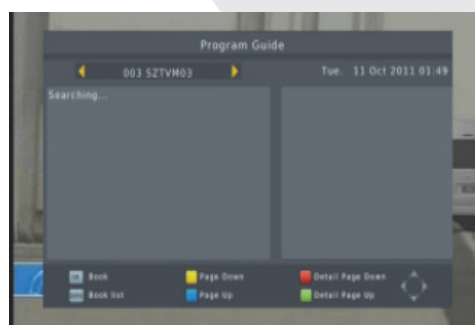 Program Guide
003 SZTVM03
Tue. 11 Oct 2011 01:49
Searching...
OK Book
Page Down
Detail Page Down
Book list
Page Up
Detail Page Up